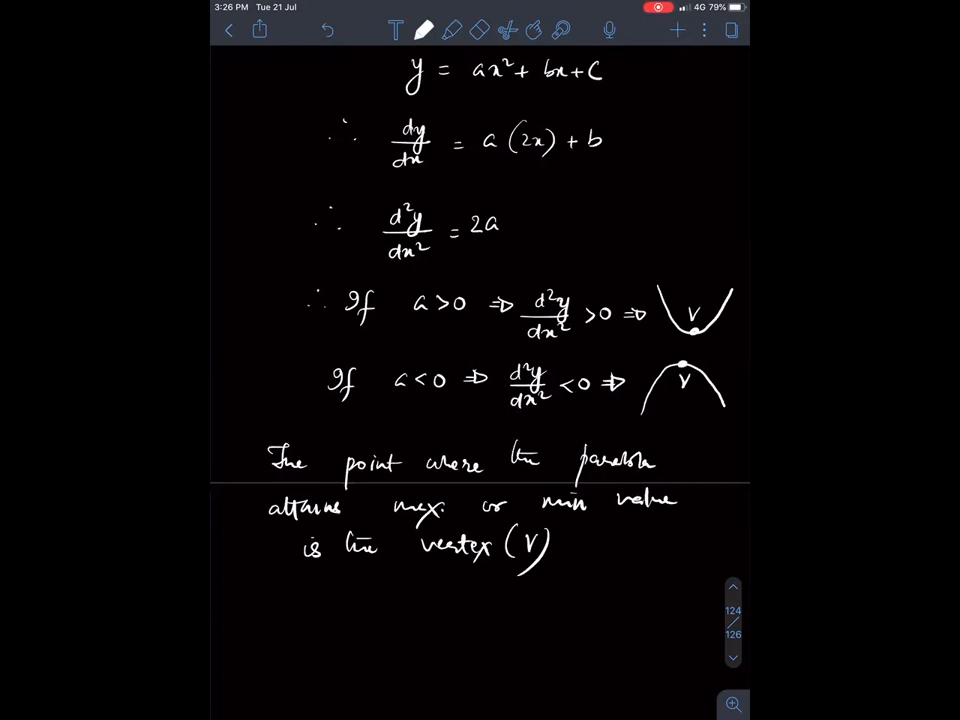 3:26 PM Tue 21 Jul 4G 79%
y = ax² + bx + c
∴ dy/dx = a (2x) + b
∴ d²y/dx² = 2a
∴ If a > 0 ⇒ d²y/dx² > 0 ⇒ V
If a < 0 ⇒ d²y/dx² < 0 ⇒ V
The point where the parabola
attains max. or min value
is the vertex (V)
124
126